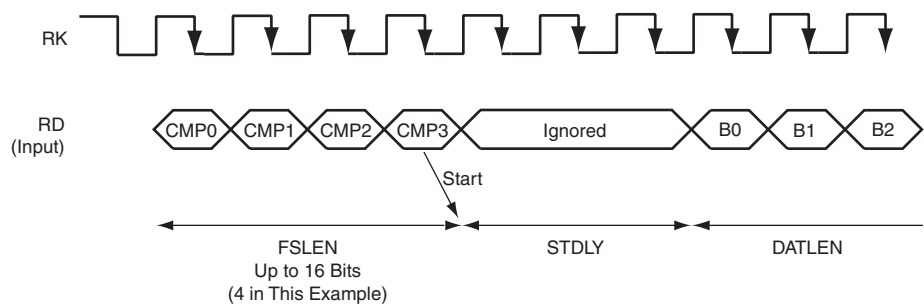 RK
RD
(Input)
CMP0 CMP1 CMP2 CMP3 Ignored B0 B1 B2
Start
FSLEN STDLY DATLEN
Up to 16 Bits
(4 in This Example)